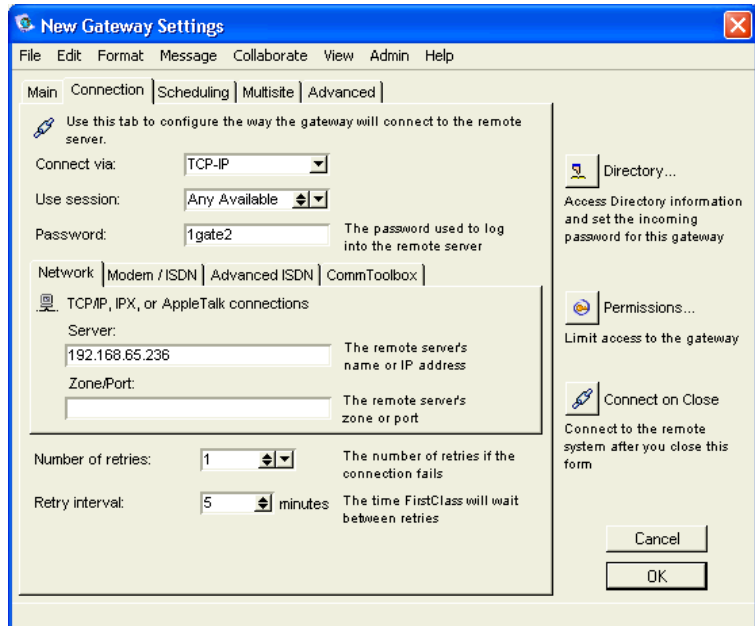 New Gateway Settings
File Edit Format Message Collaborate View Admin Help
Main Connection Scheduling Multisite Advanced
Use this tab to configure the way the gateway will connect to the remote
server.
Connect via: TCP-IP
Use session: Any Available
Password: 1gate2
The password used to log
into the remote server
Network Modem / ISDN Advanced ISDN CommToolbox
TCP/IP, IPX, or AppleTalk connections
Server:
192.168.65.236
The remote server's
name or IP address
Zone/Port:
The remote server's
zone or port
Number of retries: 1
The number of retries if the
connection fails
Retry interval: 5 minutes
The time FirstClass will wait
between retries
Directory...
Access Directory information
and set the incoming
password for this gateway
Permissions...
Limit access to the gateway
Connect on Close
Connect to the remote
system after you close this
form
Cancel
OK